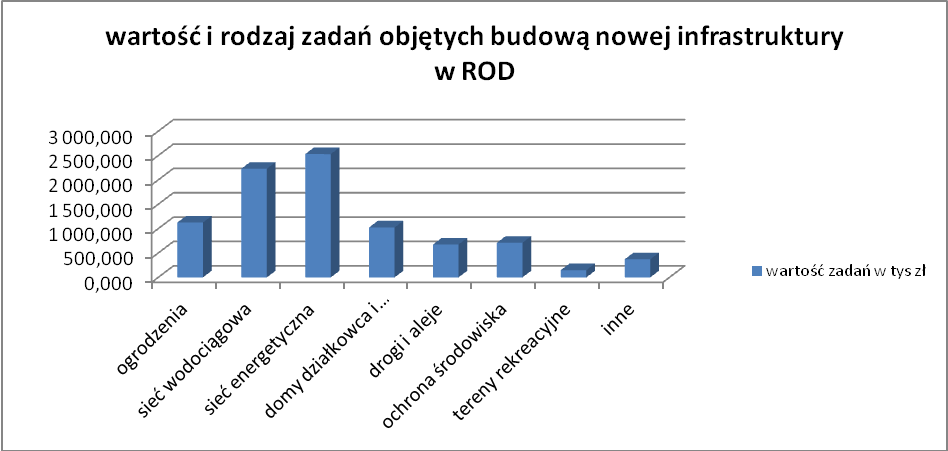 wartość i rodzaj zadań objętych budową nowej infrastruktury
w ROD
3 000,000
2 500,000
2 000,000
1 500,000
1 000,000
500,000
0,000
ogrodzenia
sieć wodociągowa
sieć energetyczna
domy działkowca i...
drogi i aleje
ochrona środowiska
tereny rekreacyjne
inne
wartość zadań w tys zł